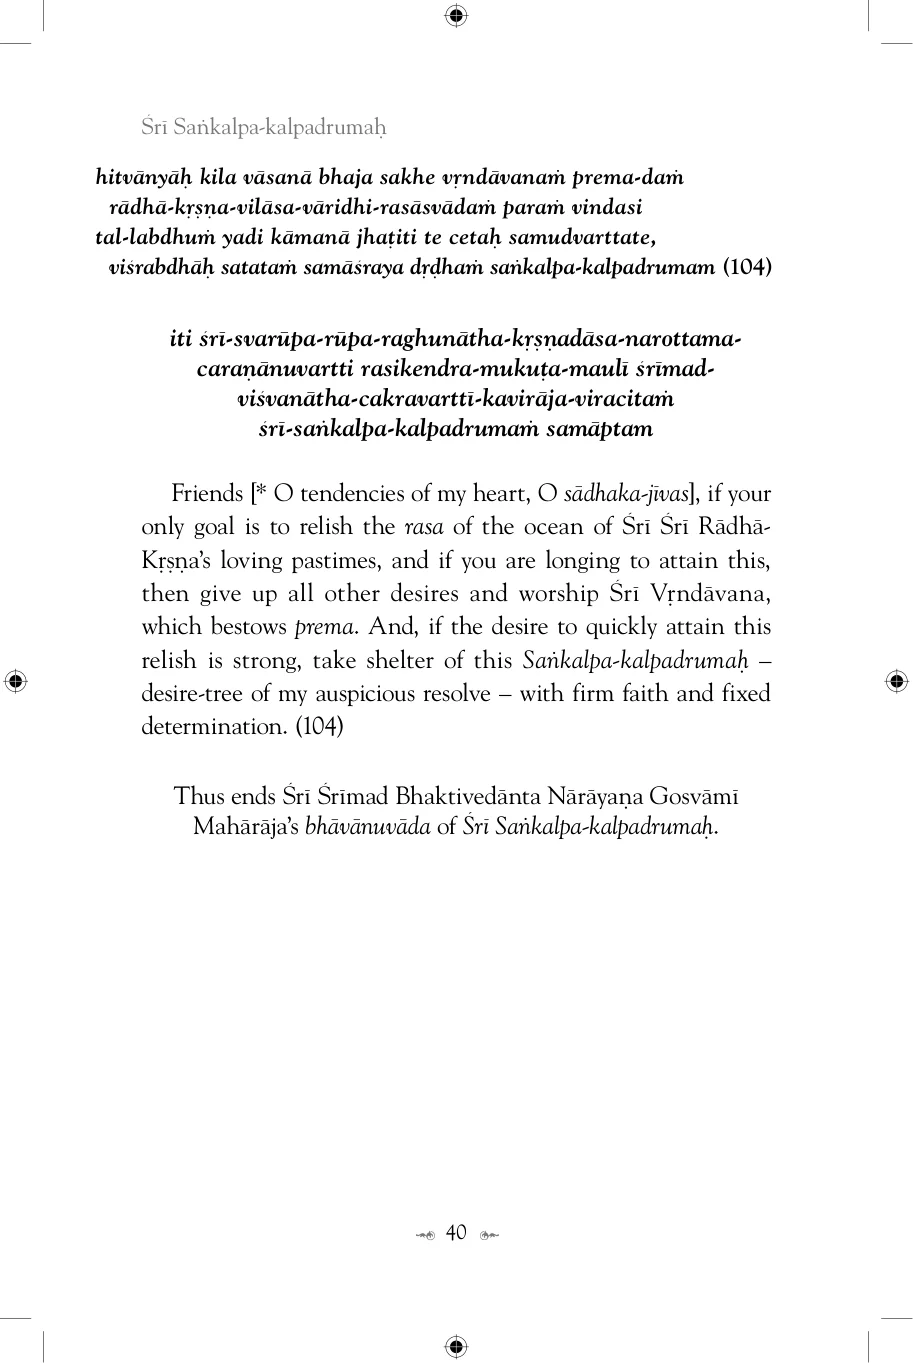 Śrī Saṅkalpa-kalpadrumaḥ
hitvānyāḥ kila vāsanā bhaja sakhe vṛndāvanaṁ prema-daṁ
rādhā-kṛṣṇa-vilāsa-vāridhi-rasāsvādaṁ paraṁ vindasi
tal-labdhuṁ yadi kāmanā jhaṭiti te cetaḥ samudvarttate,
viśrabdhāḥ satataṁ samāśraya dṛḍhaṁ saṅkalpa-kalpadrumam (104)
iti śrī-svarūpa-rūpa-raghunātha-kṛṣṇadāsa-narottama-
caraṇānuvartti rasikendra-mukuṭa-maulī śrīmad-
viśvanātha-cakravarttī-kavirāja-viracitaṁ
śrī-saṅkalpa-kalpadrumaṁ samāptam
Friends [* O tendencies of my heart, O sādhaka-jīvas], if your
only goal is to relish the rasa of the ocean of Śrī Śrī Rādhā-
Kṛṣṇa’s loving pastimes, and if you are longing to attain this,
then give up all other desires and worship Śrī Vṛndāvana,
which bestows prema. And, if the desire to quickly attain this
relish is strong, take shelter of this Saṅkalpa-kalpadrumaḥ –
desire-tree of my auspicious resolve – with firm faith and fixed
determination. (104)
Thus ends Śrī Śrīmad Bhaktivedānta Nārāyaṇa Gosvāmī
Mahārāja’s bhāvānuvāda of Śrī Saṅkalpa-kalpadrumaḥ.
40